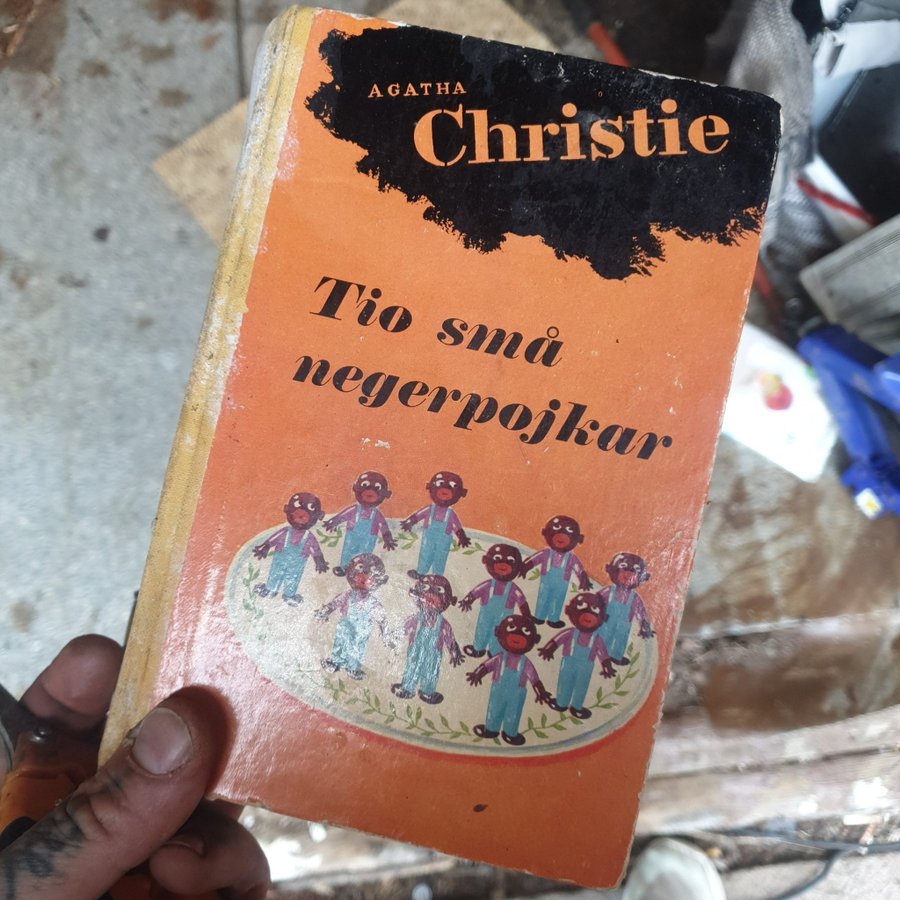 AGATHA
Christie
Tio små
negerpojkar